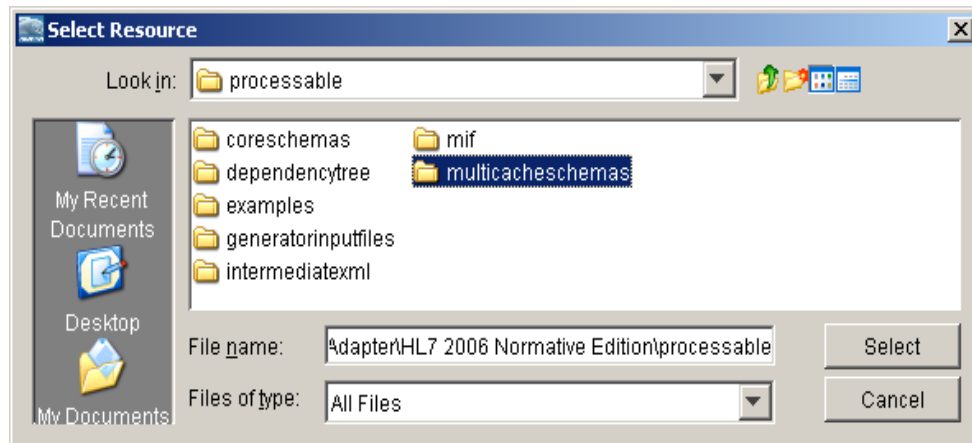 Select Resource
Look in: processable
coreschemas mif
dependencytree multicacheschemas
examples
generatorinputfiles
intermediatexml
My Recent
Documents
Desktop
My Documents
File name: Adapter\HL7 2006 Normative Edition\processable Select
Files of type: All Files Cancel